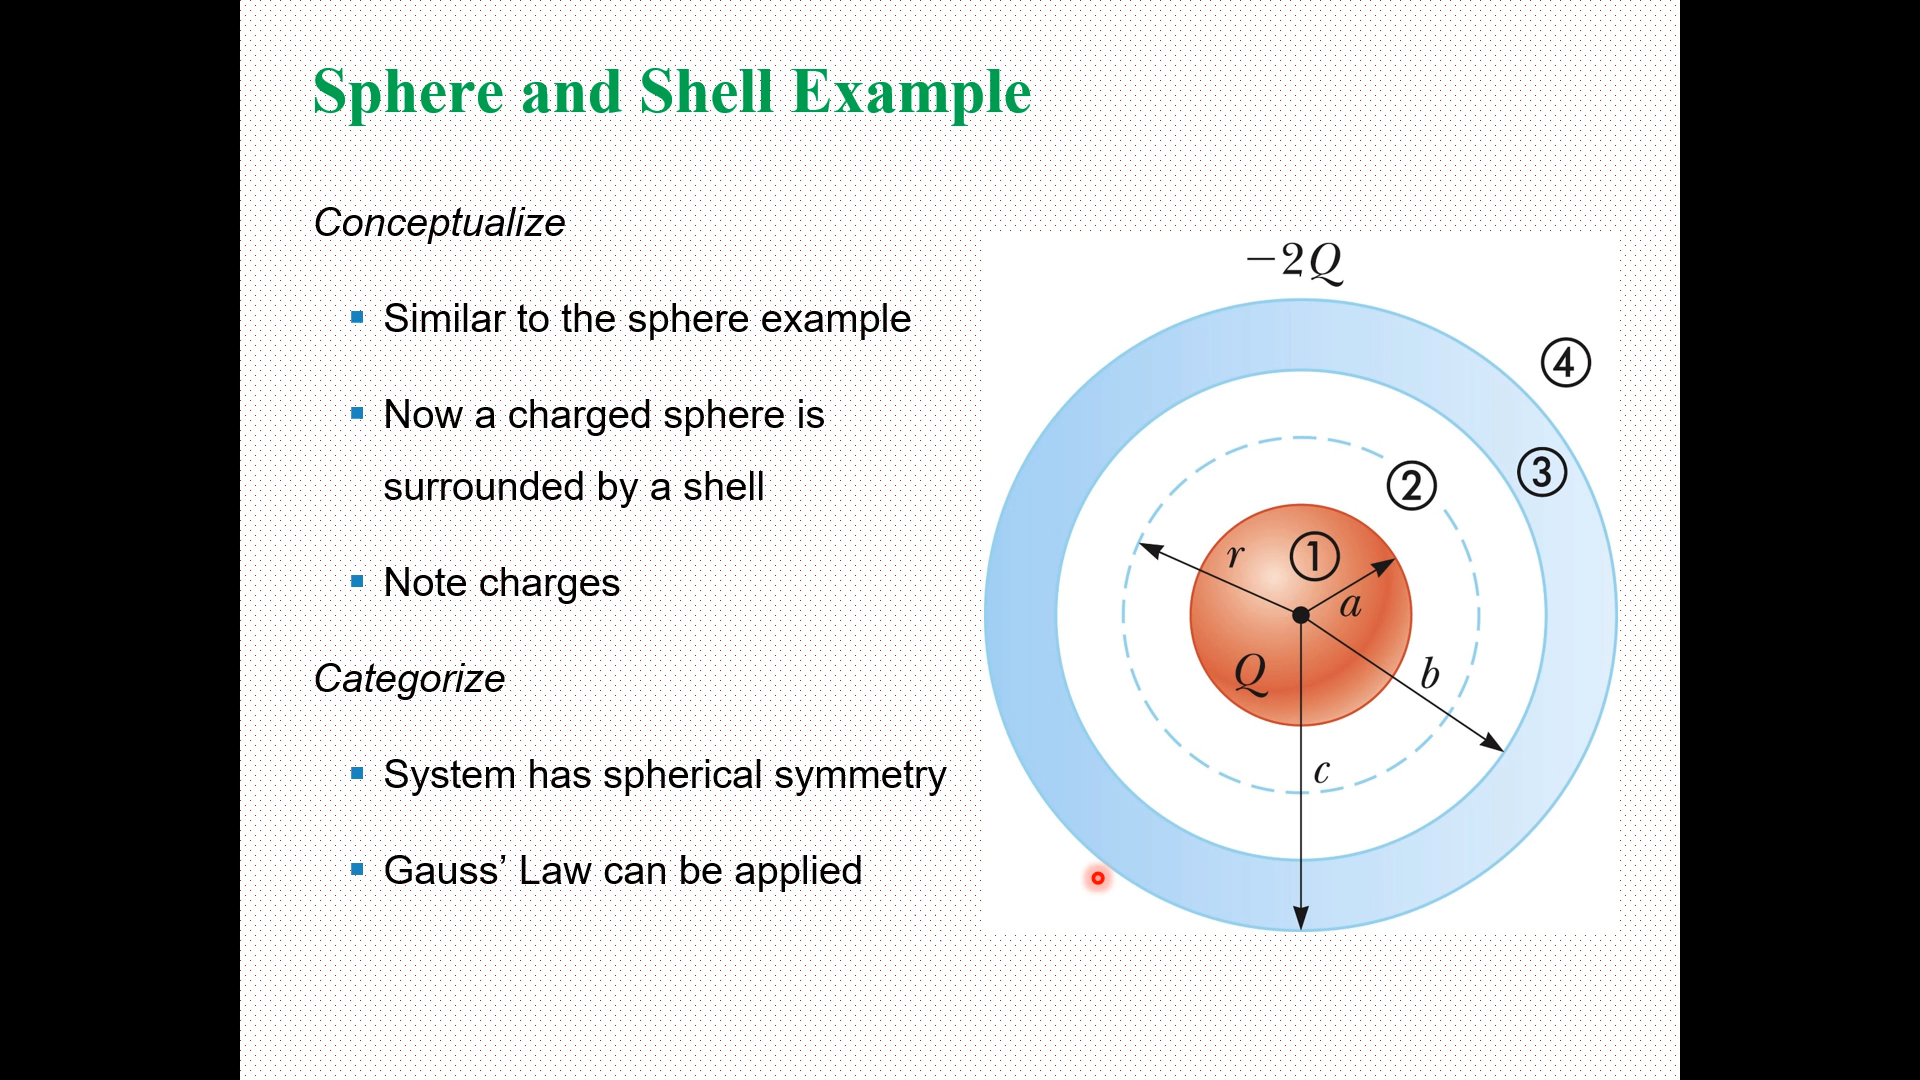 Sphere and Shell Example
Conceptualize
Similar to the sphere example
Now a charged sphere is
surrounded by a shell
Note charges
Categorize
System has spherical symmetry
Gauss’ Law can be applied
−2Q
④
③
②
①
r
a
Q
b
c